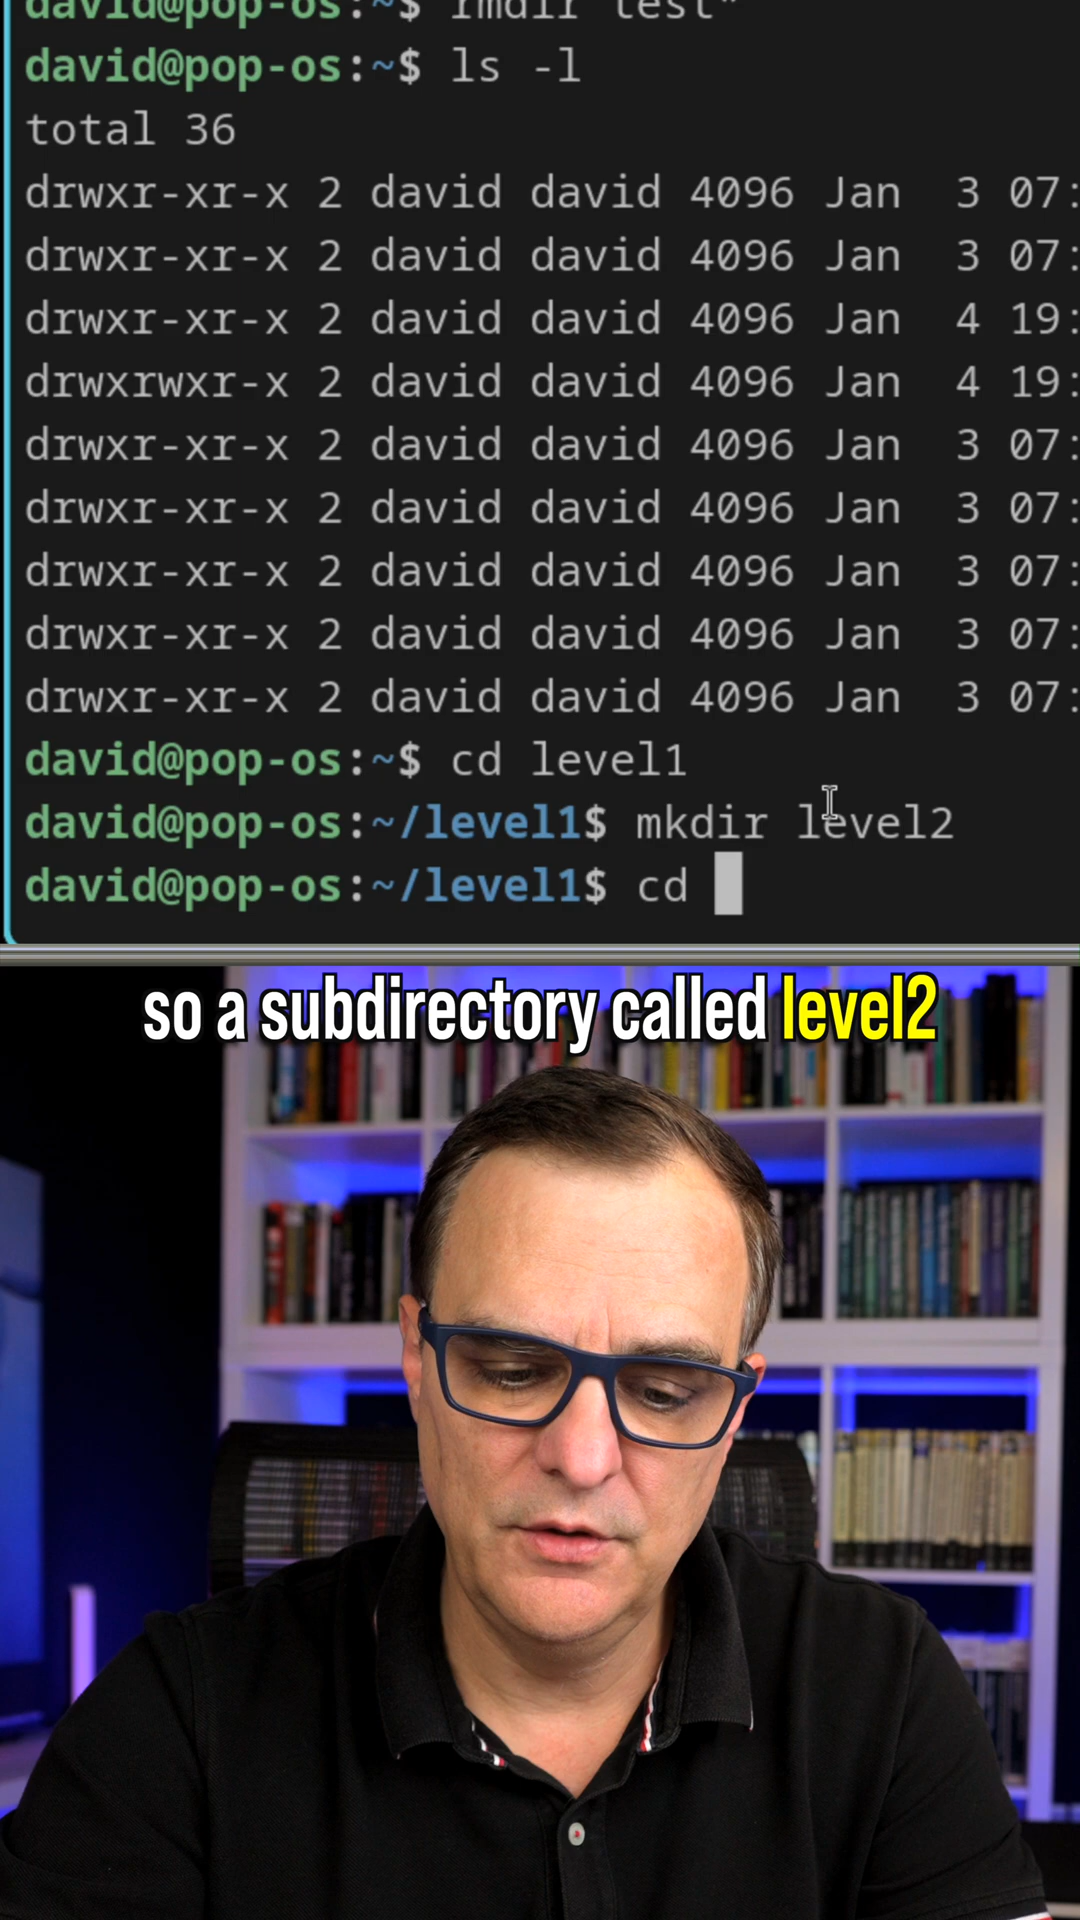 david@pop-os:~$ rmdir test*
david@pop-os:~$ ls -l
total 36
drwxr-xr-x 2 david david 4096 Jan  3 07:
drwxr-xr-x 2 david david 4096 Jan  3 07:
drwxr-xr-x 2 david david 4096 Jan  4 19:
drwxrwxr-x 2 david david 4096 Jan  4 19:
drwxr-xr-x 2 david david 4096 Jan  3 07:
drwxr-xr-x 2 david david 4096 Jan  3 07:
drwxr-xr-x 2 david david 4096 Jan  3 07:
drwxr-xr-x 2 david david 4096 Jan  3 07:
drwxr-xr-x 2 david david 4096 Jan  3 07:
david@pop-os:~$ cd level1
david@pop-os:~/level1$ mkdir level2
david@pop-os:~/level1$ cd
so a subdirectory called level2